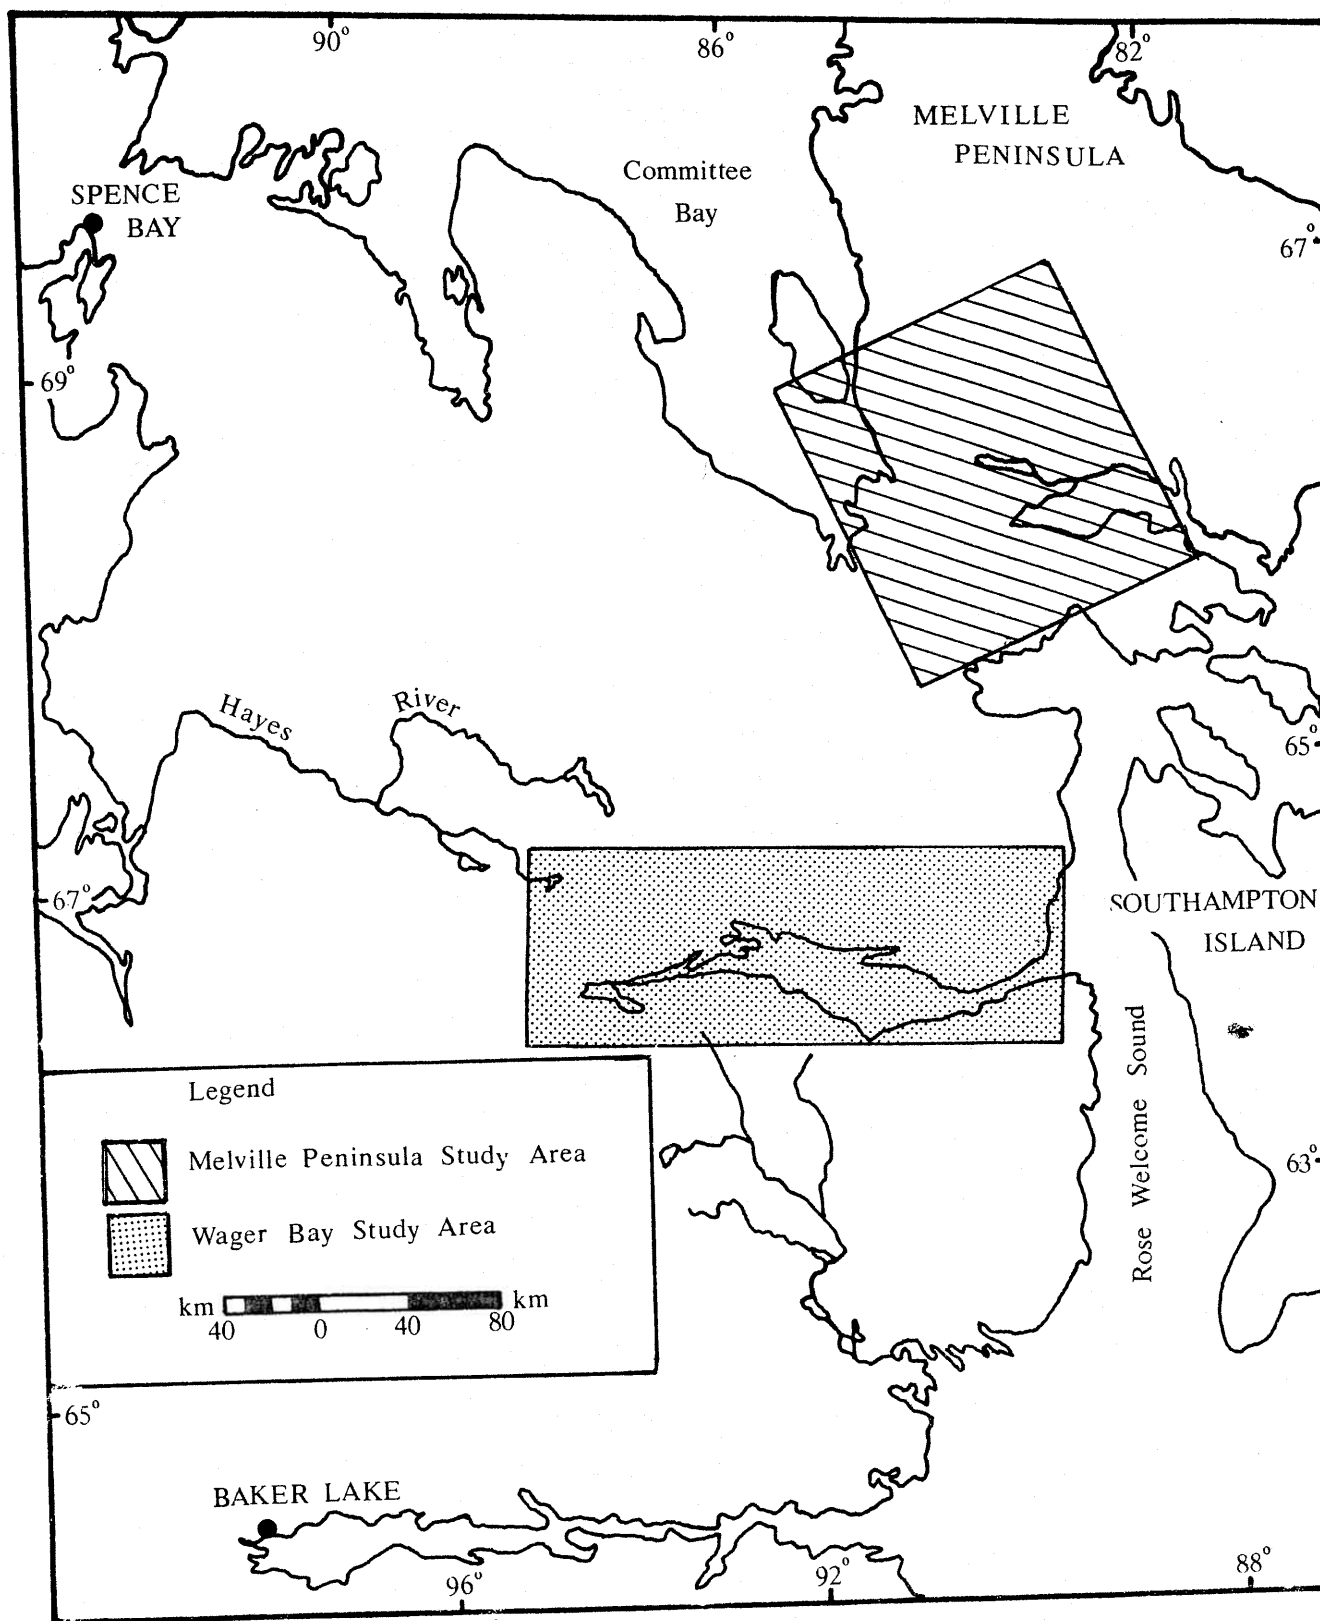 90°
86°
82°
MELVILLE
PENINSULA
Committee
Bay
SPENCE
BAY
67°
69°
Hayes
River
65°
67°
SOUTHAMPTON
ISLAND
Rose Welcome Sound
Legend
Melville Peninsula Study Area
Wager Bay Study Area
63°
km km
40 0 40 80
65°
BAKER LAKE
96°
92°
88°